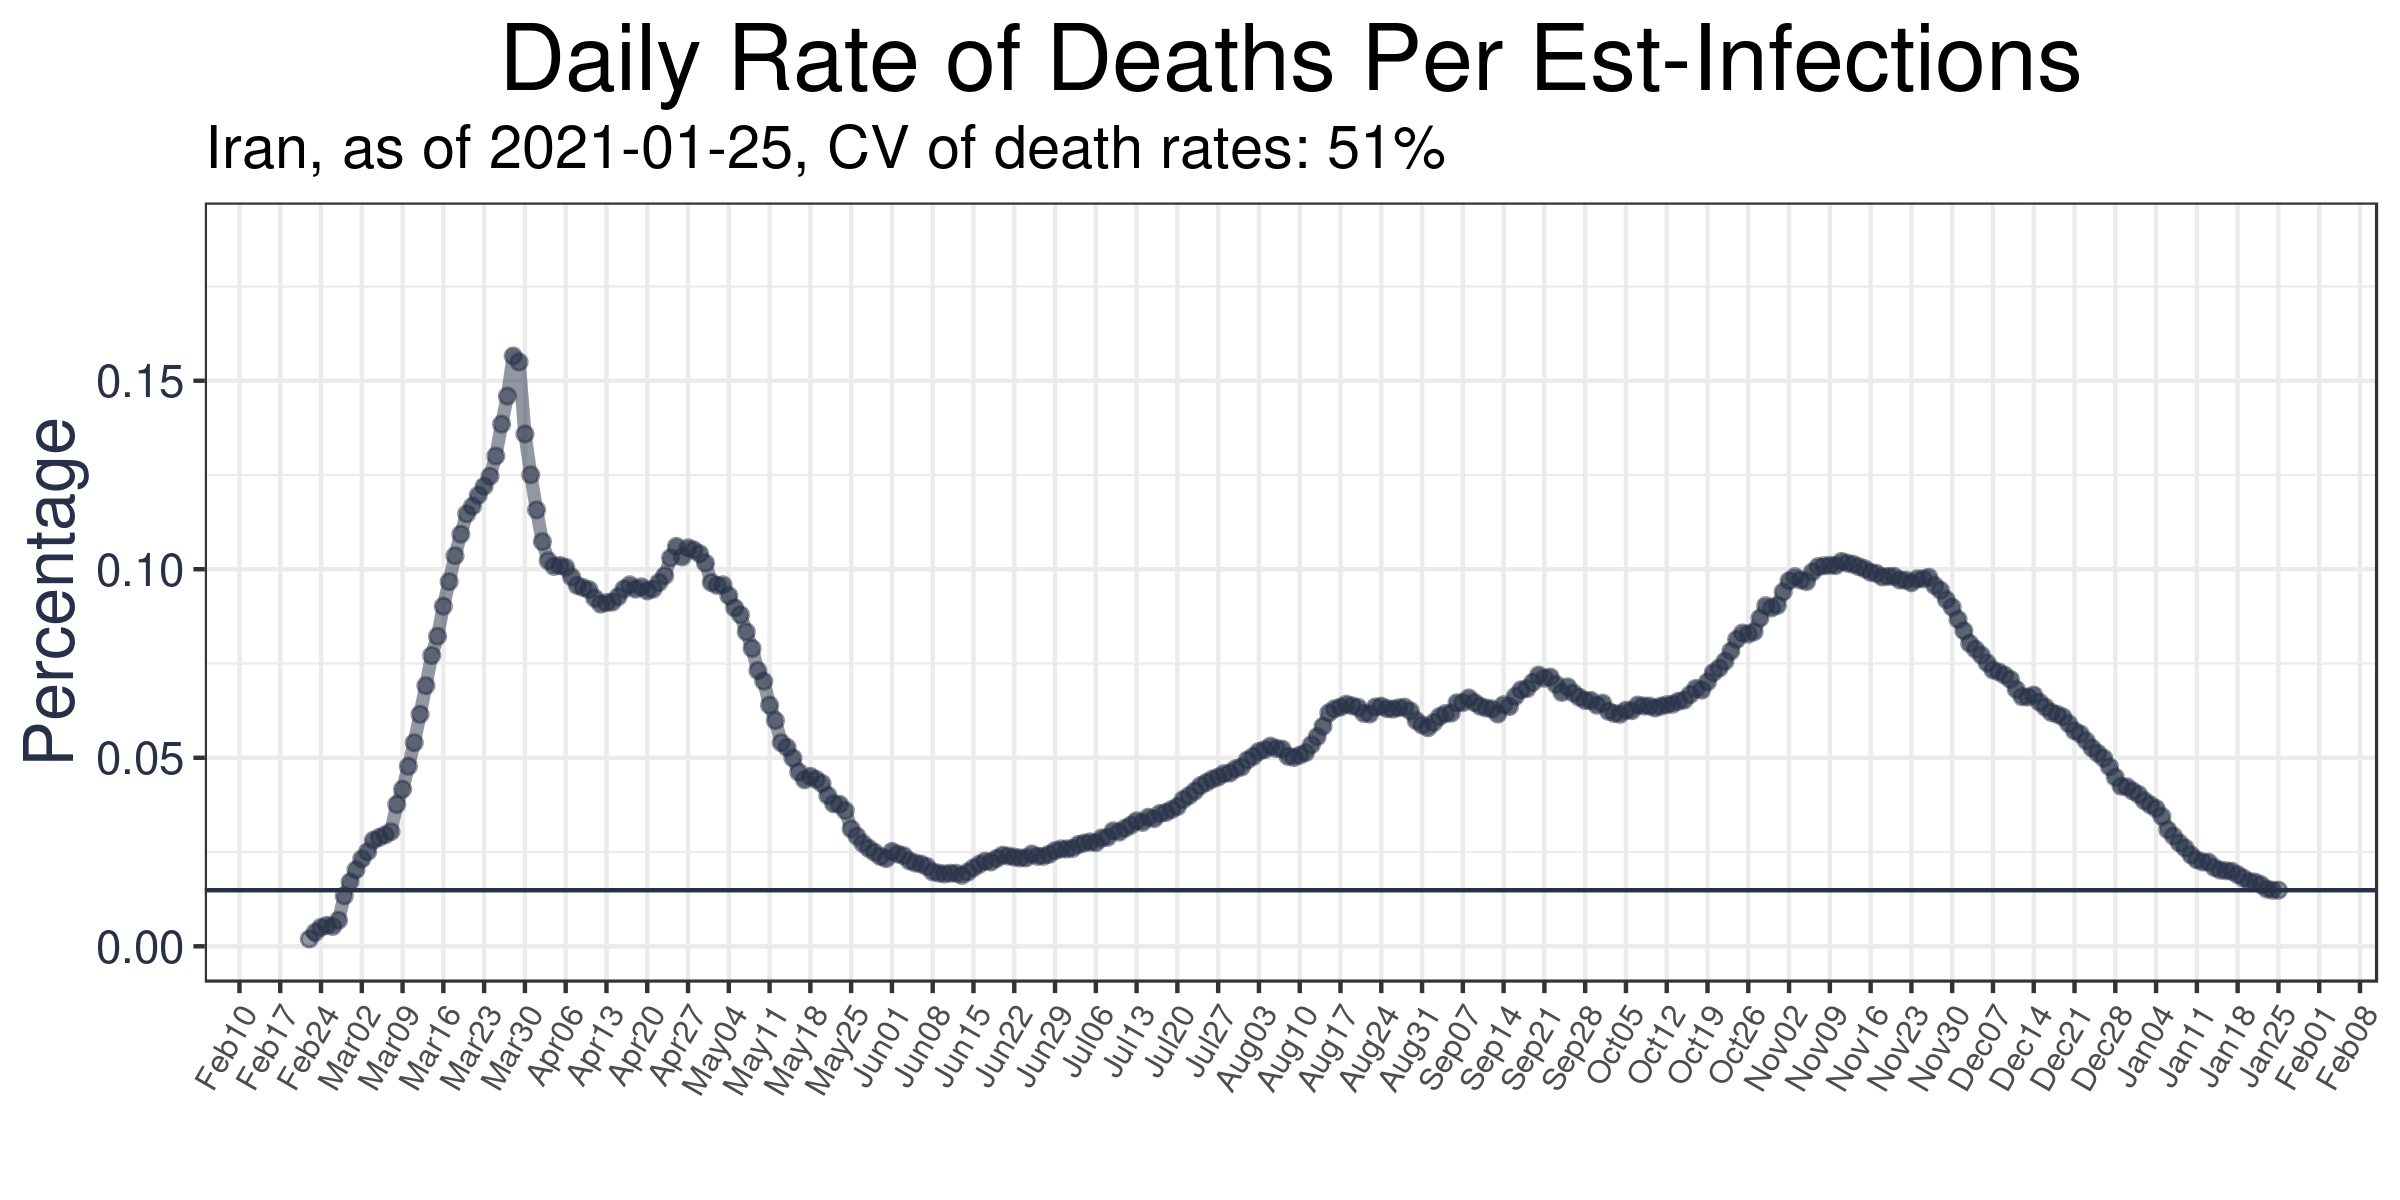 Daily Rate of Deaths Per Est-Infections
Iran, as of 2021-01-25, CV of death rates: 51%
Percentage
0.15
0.10
0.05
0.00
Feb10 Feb17 Feb24 Mar02 Mar09 Mar16 Mar23 Mar30 Apr06 Apr13 Apr20 Apr27 May04 May11 May18 May25 Jun01 Jun08 Jun15 Jun22 Jun29 Jul06 Jul13 Jul20 Jul27 Aug03 Aug10 Aug17 Aug24 Aug31 Sep07 Sep14 Sep21 Sep28 Oct05 Oct12 Oct19 Oct26 Nov02 Nov09 Nov16 Nov23 Nov30 Dec07 Dec14 Dec21 Dec28 Jan04 Jan11 Jan18 Jan25 Feb01 Feb08